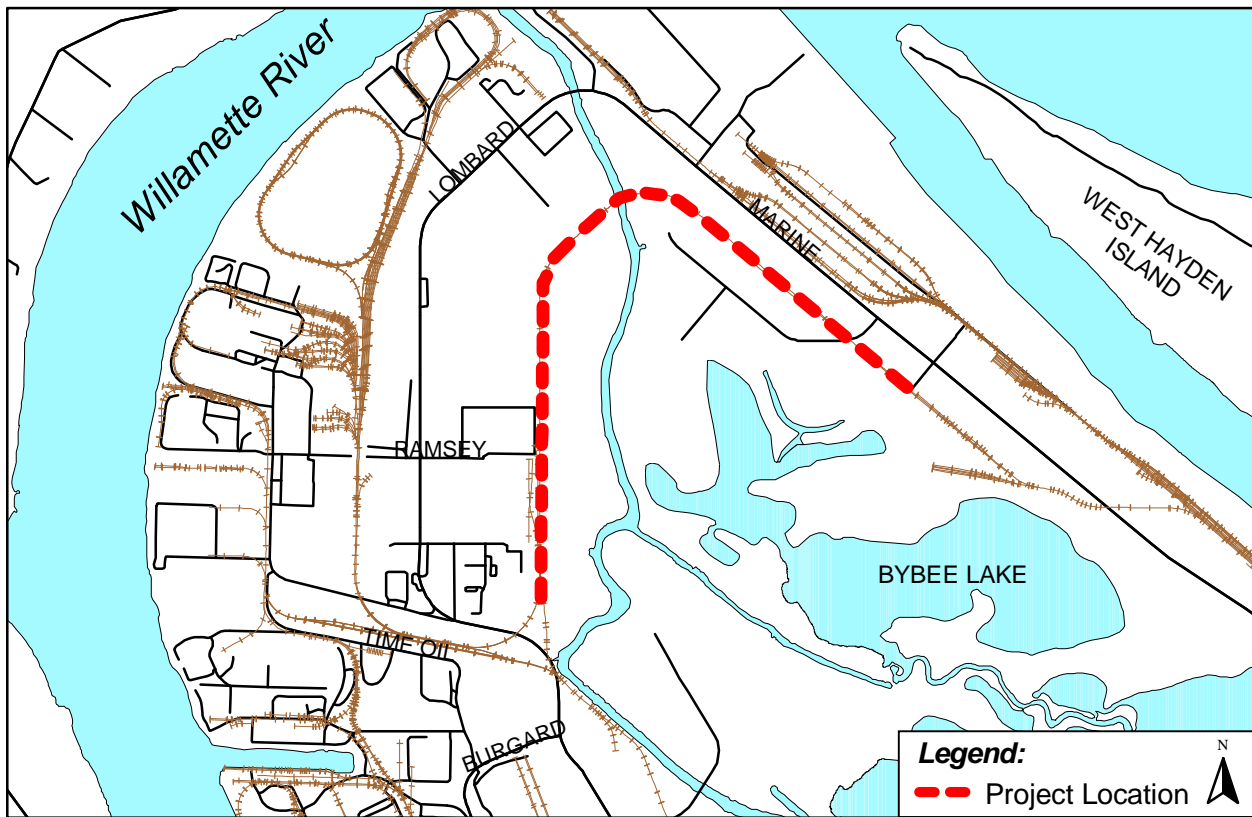 Willamette River
LOMBARD
MARINE
WEST HAYDEN
ISLAND
RAMSEY
BYBEE LAKE
TIME OIL
BURGARD
Legend:
Project Location
N